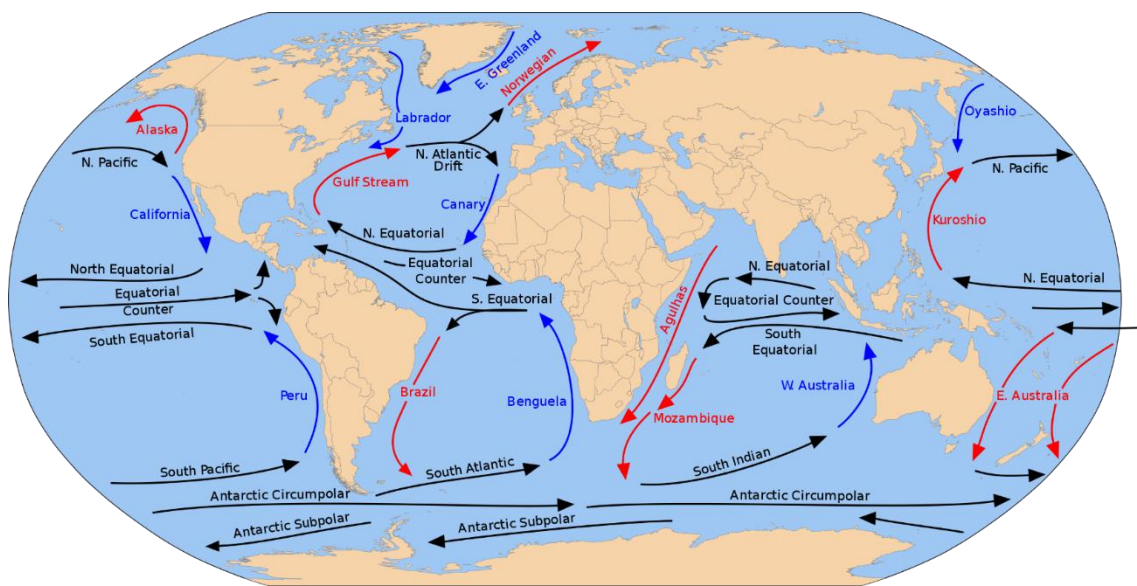 E. Greenland
Norwegian
Labrador
Alaska
N. Pacific
Oyashio
N. Atlantic
Drift
N. Pacific
Gulf Stream
California
Canary
Kuroshio
N. Equatorial
Equatorial
Counter
North Equatorial
N. Equatorial
N. Equatorial
Equatorial
Counter
S. Equatorial
Equatorial Counter
Agulhas
South Equatorial
South
Equatorial
Peru
Brazil
Benguela
W. Australia
E. Australia
Mozambique
South Pacific
South Atlantic
South Indian
Antarctic Circumpolar
Antarctic Circumpolar
Antarctic Subpolar
Antarctic Subpolar